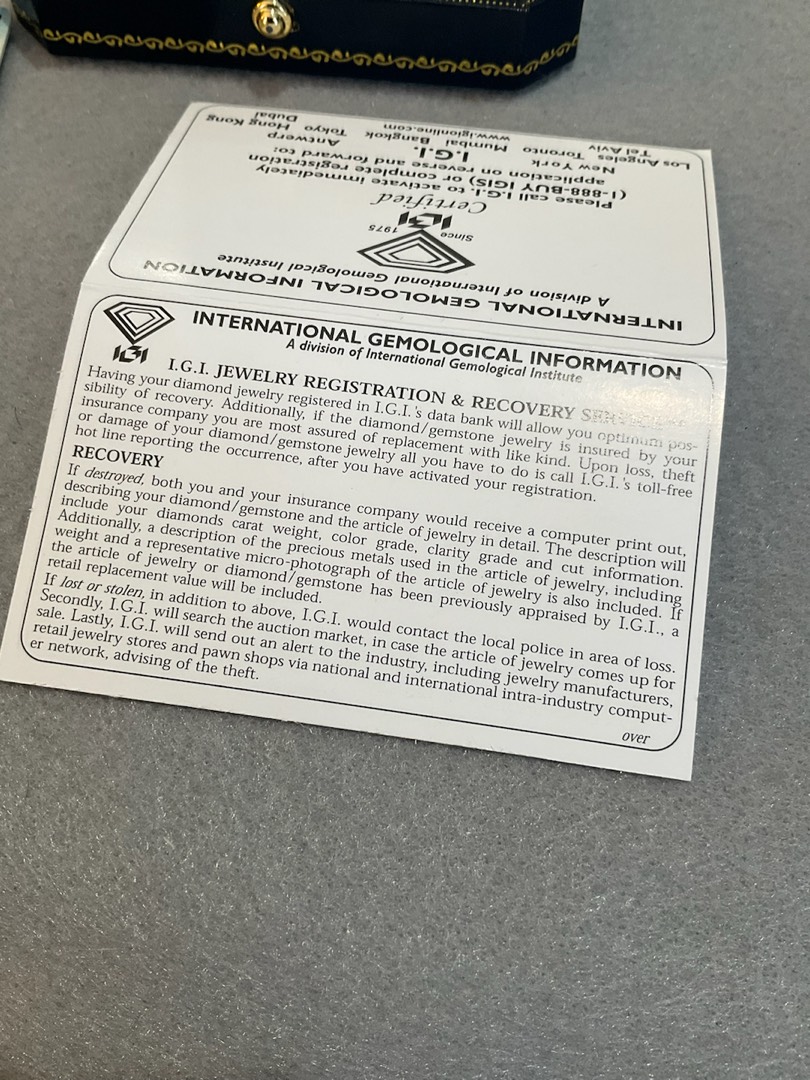 INTERNATIONAL GEMOLOGICAL INFORMATION
A division of International Gemological Institute
Since 1975
IGI
Certified
Please call I.G.I. to activate immediately
(1-888-BUY IGIS) or complete registration
application on reverse and forward to:
I.G.I.
New York Antwerp
Los Angeles Toronto Mumbai Bangkok Tokyo Hong Kong
Tel Aviv www.igionline.com Dubai
IGI
INTERNATIONAL GEMOLOGICAL INFORMATION
A division of International Gemological Institute
I.G.I. JEWELRY REGISTRATION & RECOVERY
Having your diamond jewelry registered in I.G.I.'s data bank will allow you optimum pos-
sibility of recovery. Additionally, if the diamond/gemstone jewelry is insured by your
insurance company you are most assured of replacement with like kind. Upon loss, theft
or damage of your diamond/gemstone jewelry all you have to do is call I.G.I.'s toll-free
hot line reporting the occurrence, after you have activated your registration.
RECOVERY
If destroyed, both you and your insurance company would receive a computer print out,
describing your diamond/gemstone and the article of jewelry in detail. The description will
include your diamonds carat weight, color grade, clarity grade and cut information.
Additionally, a description of the precious metals used in the article of jewelry, including
weight and a representative micro-photograph of the article of jewelry is also included. If
the article of jewelry or diamond/gemstone has been previously appraised by I.G.I., a
retail replacement value will be included.
If lost or stolen, in addition to above, I.G.I. would contact the local police in area of loss.
Secondly, I.G.I. will search the auction market, in case the article of jewelry comes up for
sale. Lastly, I.G.I. will send out an alert to the industry, including jewelry manufacturers,
retail jewelry stores and pawn shops via national and international intra-industry comput-
er network, advising of the theft.
over